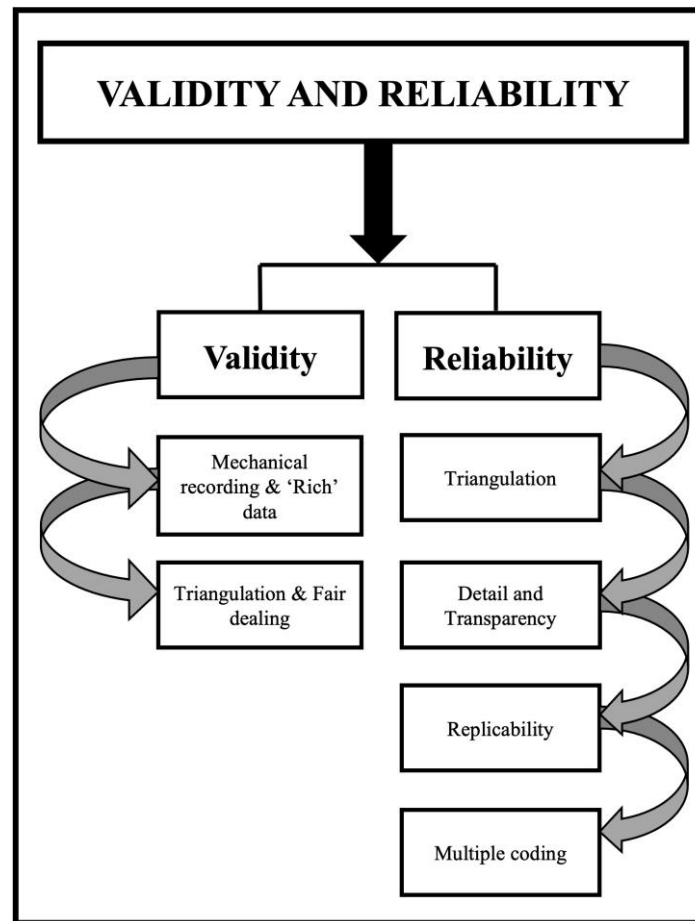 VALIDITY AND RELIABILITY
Validity
Mechanical
recording & ‘Rich’
data
Triangulation & Fair
dealing
Reliability
Triangulation
Detail and
Transparency
Replicability
Multiple coding